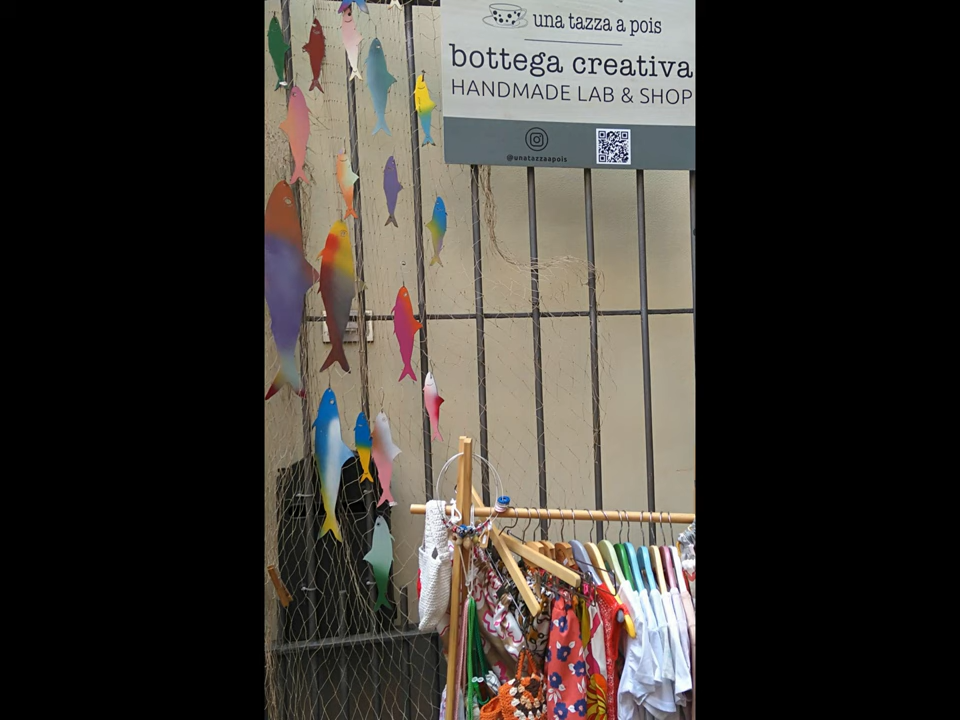 una tazza a pois
bottega creativa
HANDMADE LAB & SHOP
@unatazzaapois